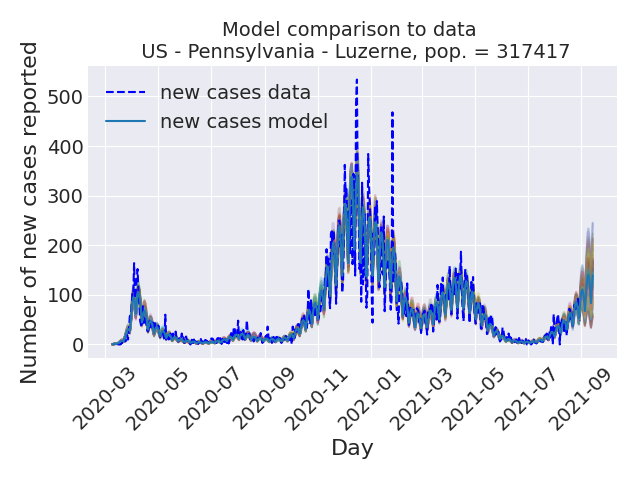 Model comparison to data
US - Pennsylvania - Luzerne, pop. = 317417
Number of new cases reported
500
400
300
200
100
0
new cases data
new cases model
2020-03
2020-05
2020-07
2020-09
2020-11
2021-01
2021-03
2021-05
2021-07
2021-09
Day